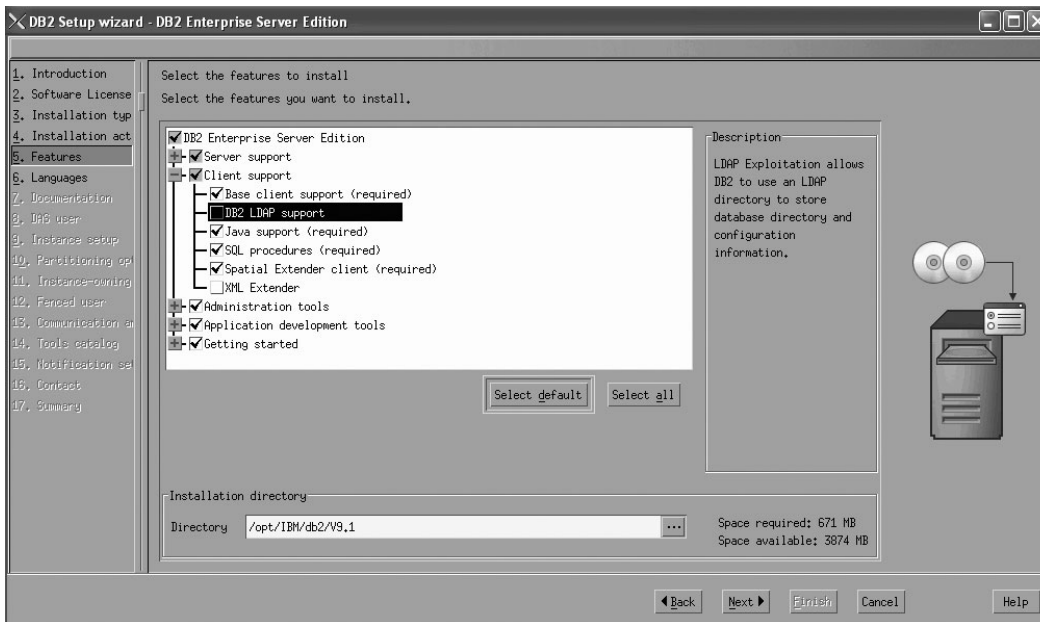 DB2 Setup wizard - DB2 Enterprise Server Edition
1. Introduction
2. Software License
3. Installation typ
4. Installation act
5. Features
6. Languages
7. Documentation
8. DAS user
9. Instance setup
10. Partitioning op
11. Instance-owning
12. Fenced user
13. Communication an
14. Tools catalog
15. Notification se
16. Contact
17. Summary
Select the features to install
Select the features you want to install.
DB2 Enterprise Server Edition
Server support
Client support
Base client support (required)
DB2 LDAP support
Java support (required)
SQL procedures (required)
Spatial Extender client (required)
XML Extender
Administration tools
Application development tools
Getting started
Select default
Select all
Description
LDAP Exploitation allows
DB2 to use an LDAP
directory to store
database directory and
configuration
information.
Installation directory
Directory /opt/IBM/db2/V9.1 ...
Space required: 671 MB
Space available: 3874 MB
Back
Next
Finish
Cancel
Help